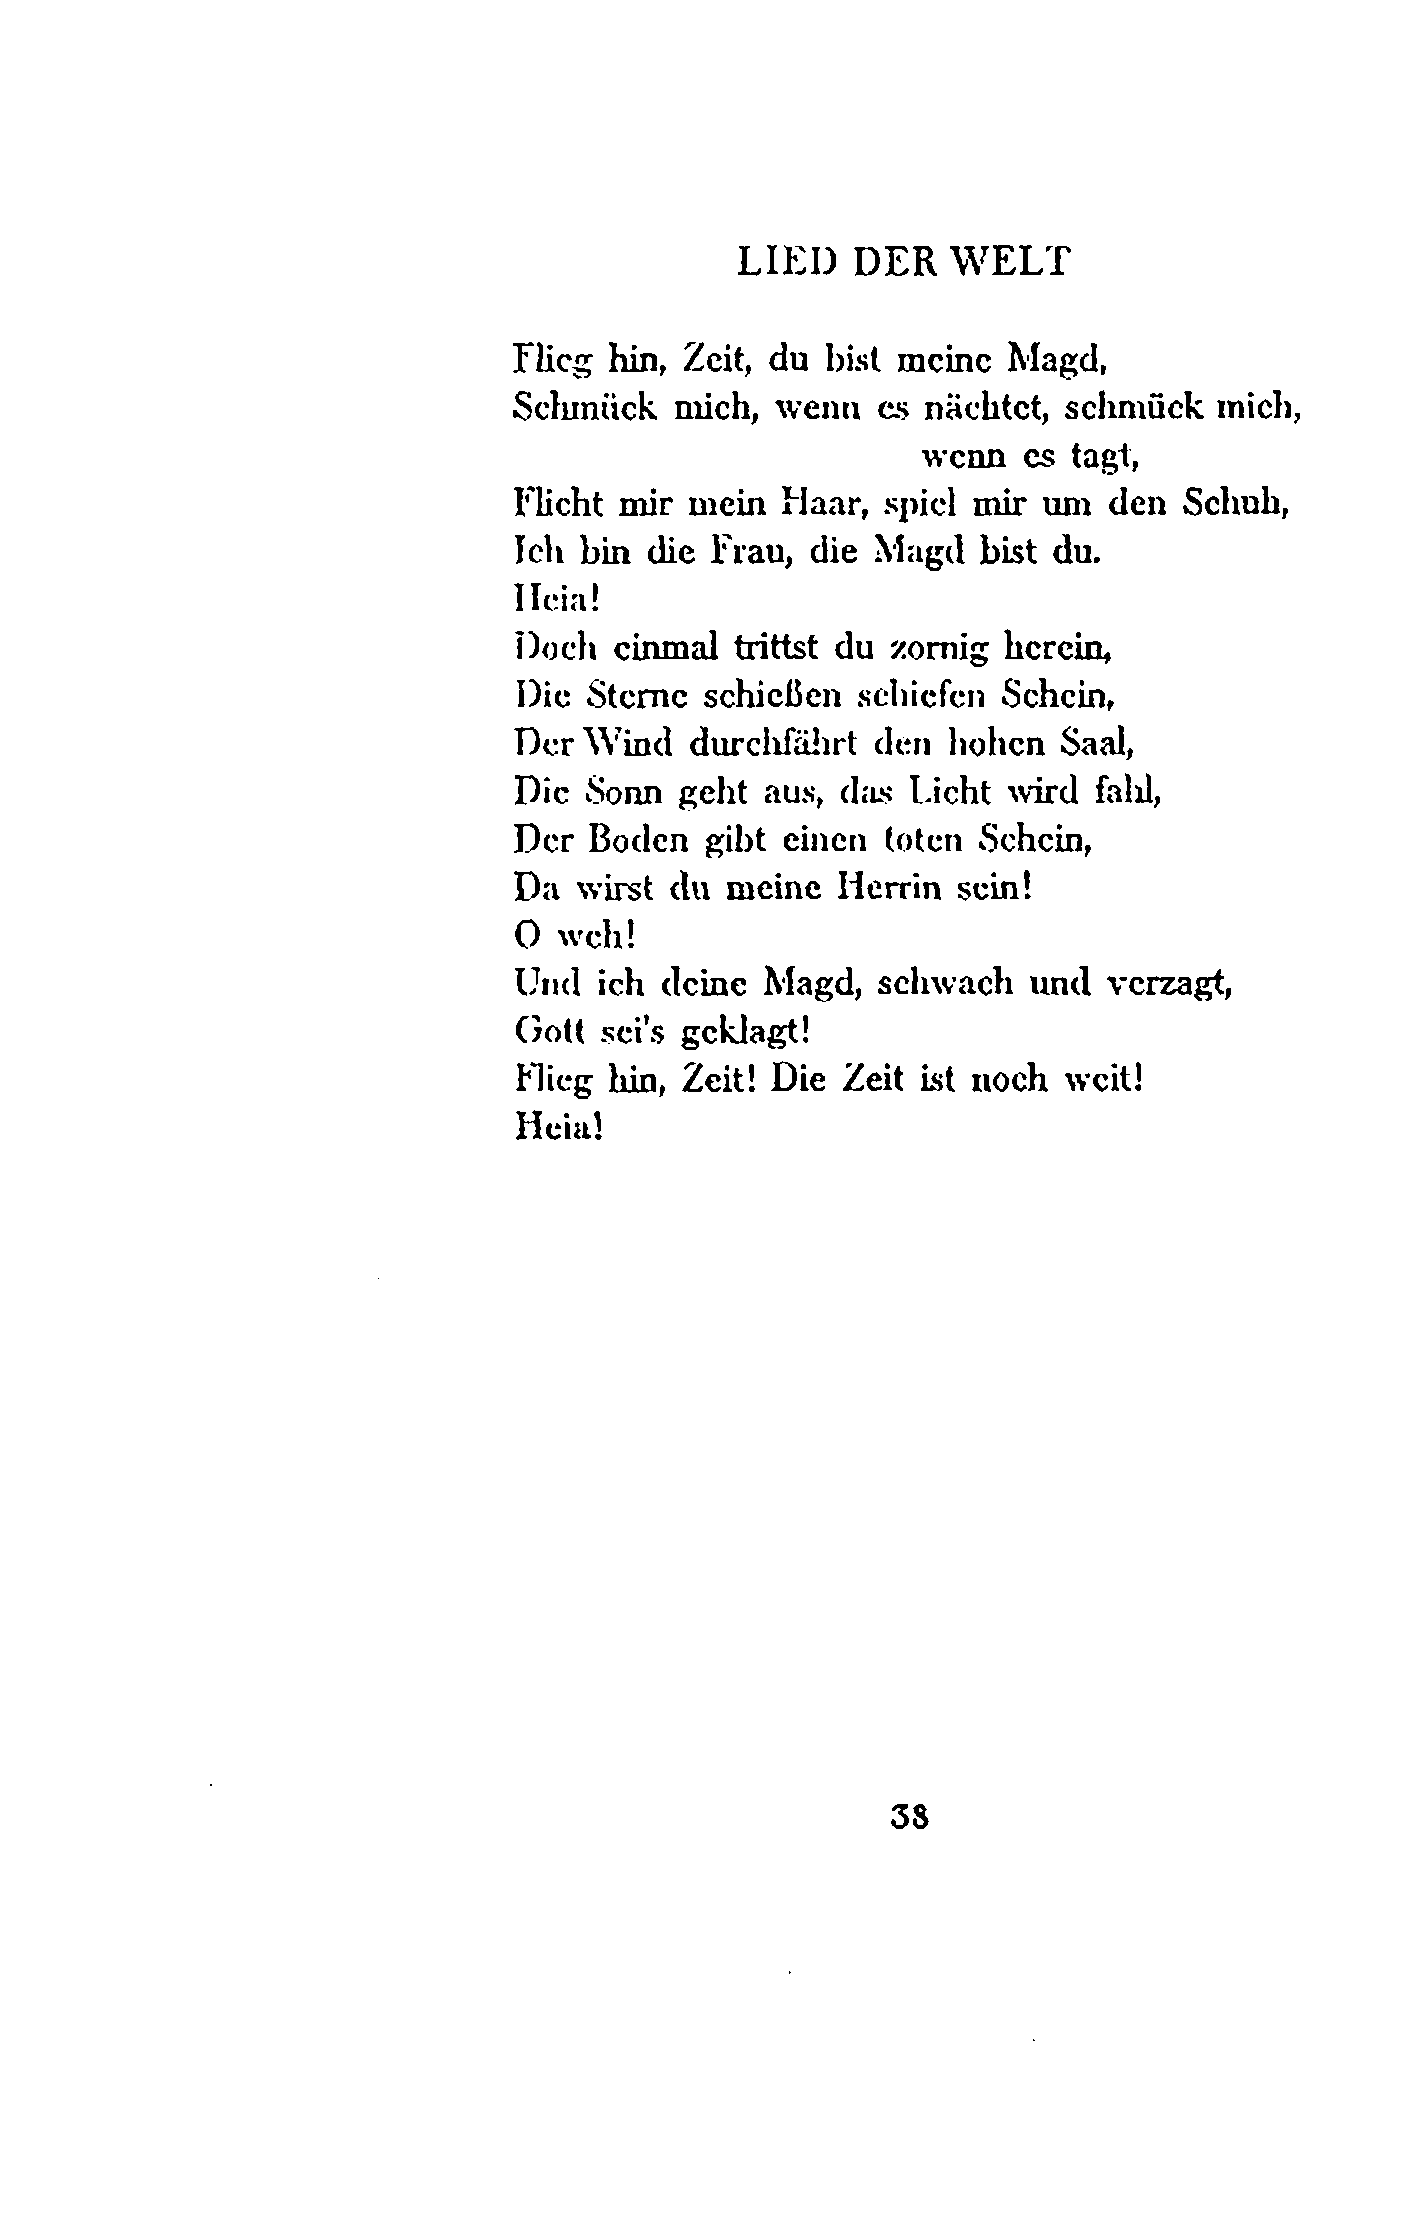 LIED DER WELT
Flieg hin, Zeit, du bist meine Magd,
Schmück mich, wenn es nächtet, schmück mich,
wenn es tagt,
Flicht mir mein Haar, spiel mir um den Schuh,
Ich bin die Frau, die Magd bist du.
Heia!
Doch einmal trittst du zornig herein,
Die Sterne schießen schiefen Schein,
Der Wind durchfährt den hohen Saal,
Die Sonn geht aus, das Licht wird fahl,
Der Boden gibt einen toten Schein,
Da wirst du meine Herrin sein!
O weh!
Und ich deine Magd, schwach und verzagt,
Gott sei's geklagt!
Flieg hin, Zeit! Die Zeit ist noch weit!
Heia!
38